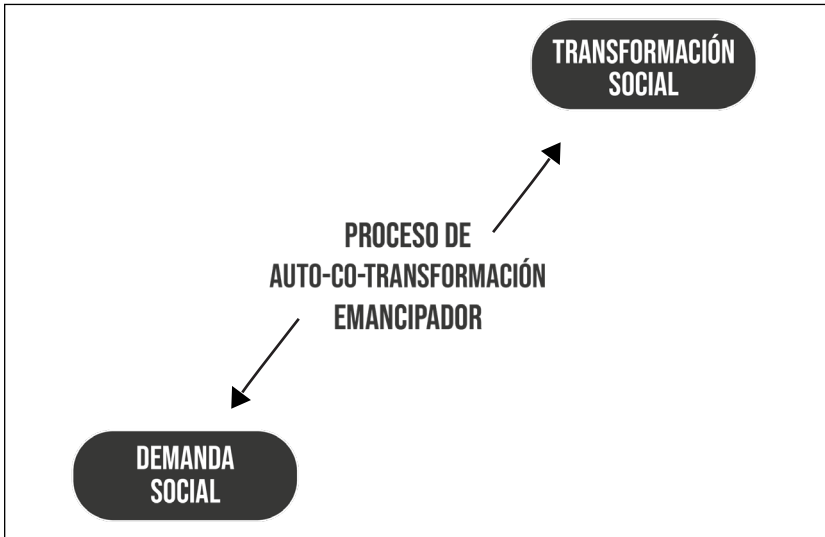 TRANSFORMACIÓN
SOCIAL
PROCESO DE
AUTO-CO-TRANSFORMACIÓN
EMANCIPADOR
DEMANDA
SOCIAL